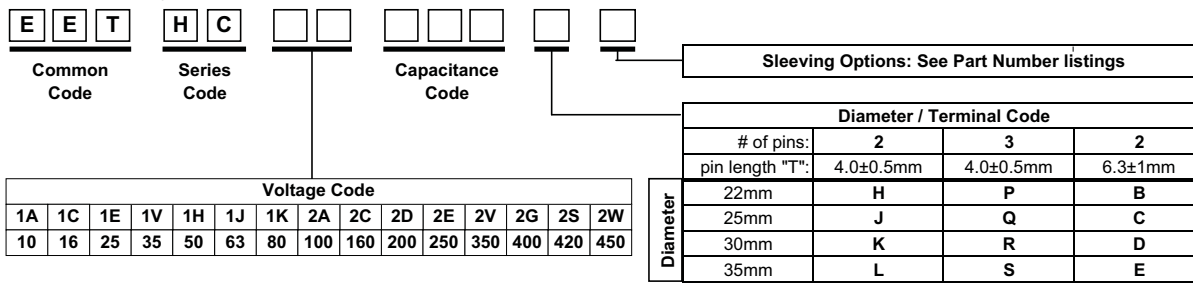 E E T H C
Common Code
Series Code
Capacitance Code
Sleeving Options: See Part Number listings
Diameter / Terminal Code
# of pins: 2 3 2
pin length "T": 4.0±0.5mm 4.0±0.5mm 6.3±1mm
Diameter
22mm H P B
25mm J Q C
30mm K R D
35mm L S E
Voltage Code
1A 1C 1E 1V 1H 1J 1K 2A 2C 2D 2E 2V 2G 2S 2W
10 16 25 35 50 63 80 100 160 200 250 350 400 420 450